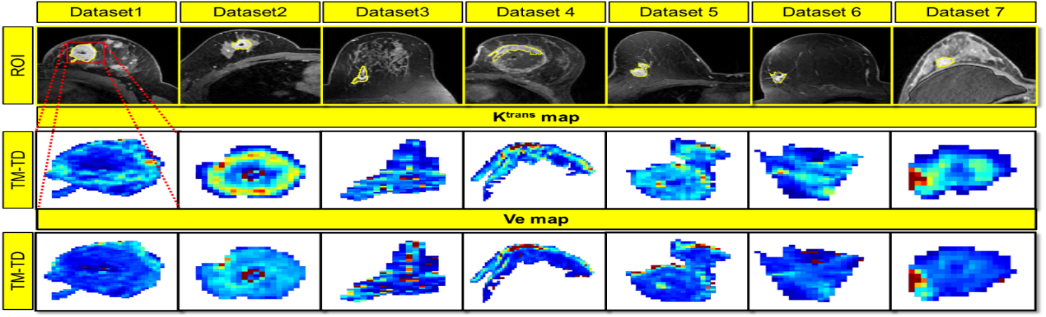 Dataset1 Dataset2 Dataset3 Dataset 4 Dataset 5 Dataset 6 Dataset 7
ROI
Kᵗʳᵃⁿˢ map
TM-TD
Ve map
TM-TD